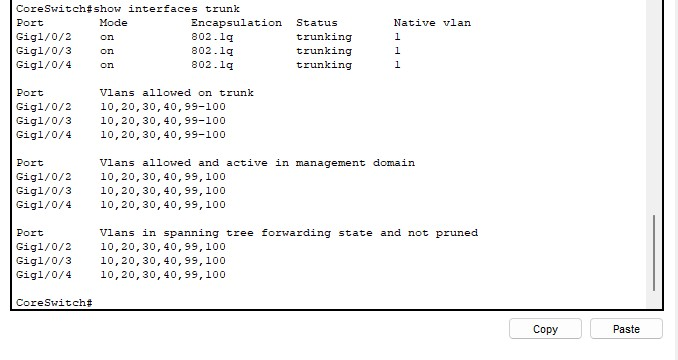 CoreSwitch#show interfaces trunk
Port Mode Encapsulation Status Native vlan
Gig1/0/2 on 802.1q trunking 1
Gig1/0/3 on 802.1q trunking 1
Gig1/0/4 on 802.1q trunking 1
Port Vlans allowed on trunk
Gig1/0/2 10,20,30,40,99-100
Gig1/0/3 10,20,30,40,99-100
Gig1/0/4 10,20,30,40,99-100
Port Vlans allowed and active in management domain
Gig1/0/2 10,20,30,40,99,100
Gig1/0/3 10,20,30,40,99,100
Gig1/0/4 10,20,30,40,99,100
Port Vlans in spanning tree forwarding state and not pruned
Gig1/0/2 10,20,30,40,99,100
Gig1/0/3 10,20,30,40,99,100
Gig1/0/4 10,20,30,40,99,100
CoreSwitch#
Copy Paste